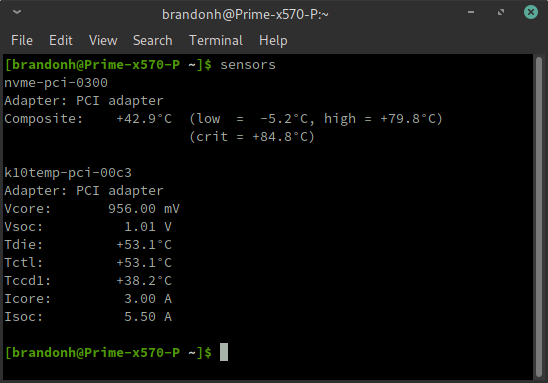 brandonh@Prime-x570-P:~
File Edit View Search Terminal Help
[brandonh@Prime-x570-P ~]$ sensors
nvme-pci-0300
Adapter: PCI adapter
Composite:    +42.9°C  (low  =  -5.2°C, high = +79.8°C)
                       (crit = +84.8°C)
k10temp-pci-00c3
Adapter: PCI adapter
Vcore:       956.00 mV
Vsoc:          1.01 V
Tdie:         +53.1°C
Tctl:         +53.1°C
Tccd1:        +38.2°C
Icore:         3.00 A
Isoc:          5.50 A
[brandonh@Prime-x570-P ~]$